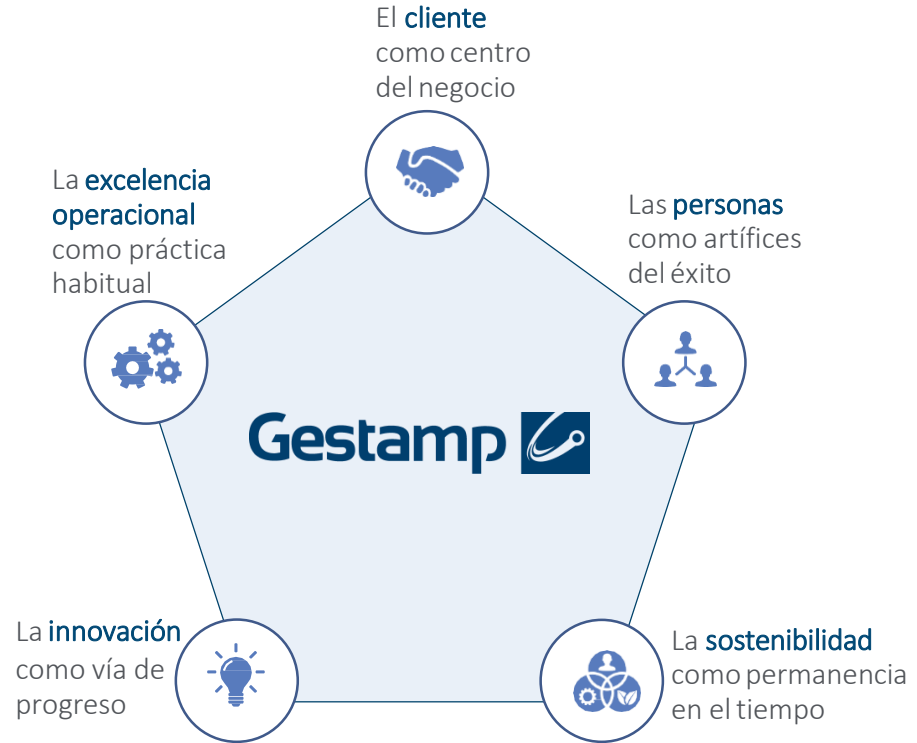 El cliente
como centro
del negocio
La excelencia
operacional
como práctica
habitual
Las personas
como artífices
del éxito
Gestamp
La innovación
como vía de
progreso
La sostenibilidad
como permanencia
en el tiempo